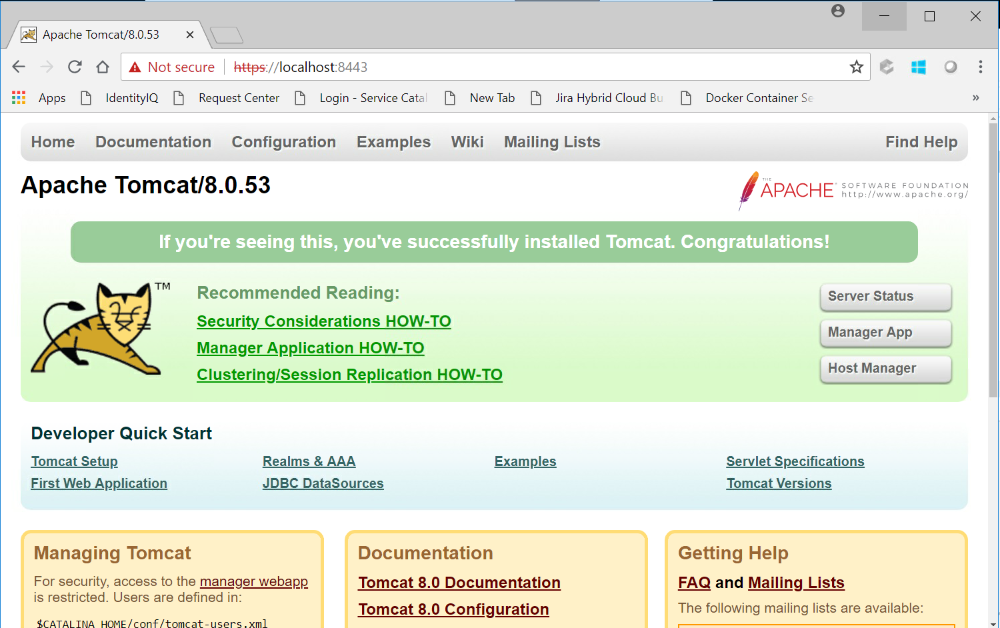 Apache Tomcat/8.0.53
Not secure https://localhost:8443
Apps IdentityIQ Request Center Login - Service Catal New Tab Jira Hybrid Cloud Bu Docker Container Se »
Home Documentation Configuration Examples Wiki Mailing Lists Find Help
Apache Tomcat/8.0.53
THE APACHE SOFTWARE FOUNDATION
http://www.apache.org/
If you're seeing this, you've successfully installed Tomcat. Congratulations!
TM
Recommended Reading:
Security Considerations HOW-TO
Manager Application HOW-TO
Clustering/Session Replication HOW-TO
Server Status
Manager App
Host Manager
Developer Quick Start
Tomcat Setup
First Web Application
Realms & AAA
JDBC DataSources
Examples
Servlet Specifications
Tomcat Versions
Managing Tomcat
For security, access to the manager webapp
is restricted. Users are defined in:
$CATALINA_HOME/conf/tomcat-users.xml
Documentation
Tomcat 8.0 Documentation
Tomcat 8.0 Configuration
Getting Help
FAQ and Mailing Lists
The following mailing lists are available: